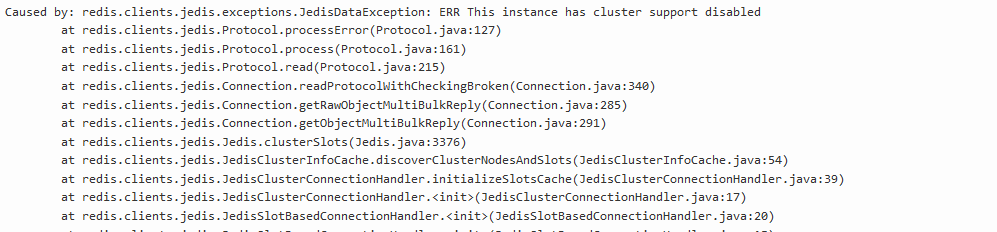 Caused by: redis.clients.jedis.exceptions.JedisDataException: ERR This instance has cluster support disabled
at redis.clients.jedis.Protocol.processError(Protocol.java:127)
at redis.clients.jedis.Protocol.process(Protocol.java:161)
at redis.clients.jedis.Protocol.read(Protocol.java:215)
at redis.clients.jedis.Connection.readProtocolWithCheckingBroken(Connection.java:340)
at redis.clients.jedis.Connection.getRawObjectMultiBulkReply(Connection.java:285)
at redis.clients.jedis.Connection.getObjectMultiBulkReply(Connection.java:291)
at redis.clients.jedis.Jedis.clusterSlots(Jedis.java:3376)
at redis.clients.jedis.JedisClusterInfoCache.discoverClusterNodesAndSlots(JedisClusterInfoCache.java:54)
at redis.clients.jedis.JedisClusterConnectionHandler.initializeSlotsCache(JedisClusterConnectionHandler.java:39)
at redis.clients.jedis.JedisClusterConnectionHandler.<init>(JedisClusterConnectionHandler.java:17)
at redis.clients.jedis.JedisSlotBasedConnectionHandler.<init>(JedisSlotBasedConnectionHandler.java:20)